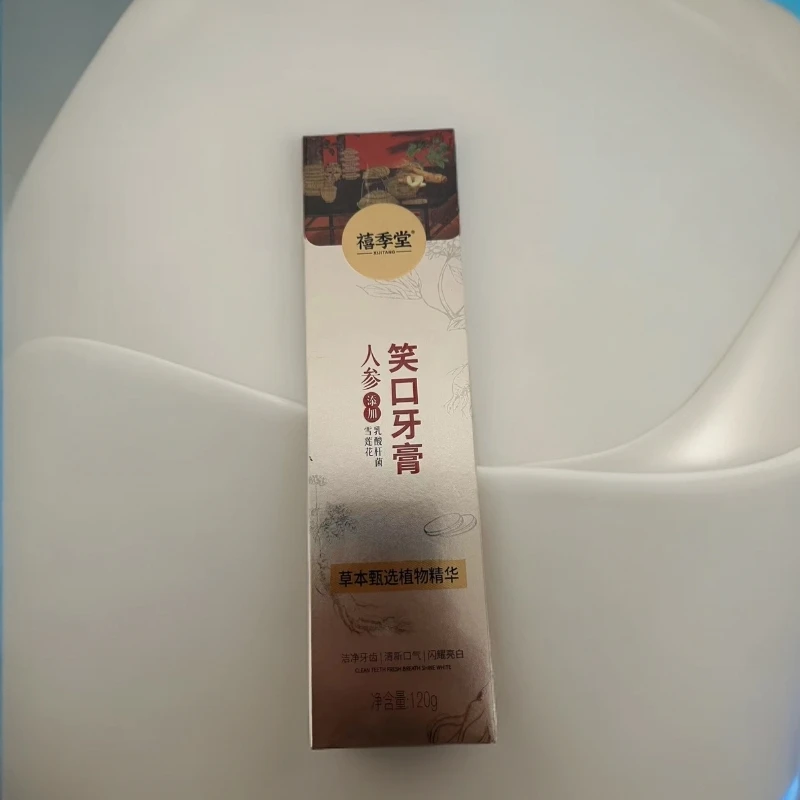 禧季堂®
XIJITANG
笑口牙膏
人参
添加
乳酸杆菌
雪莲花
草本甄选植物精华
洁净牙齿|清新口气|闪耀亮白
CLEAN TEETH FRESH BREATH SHINE WHITE
净含量:120g